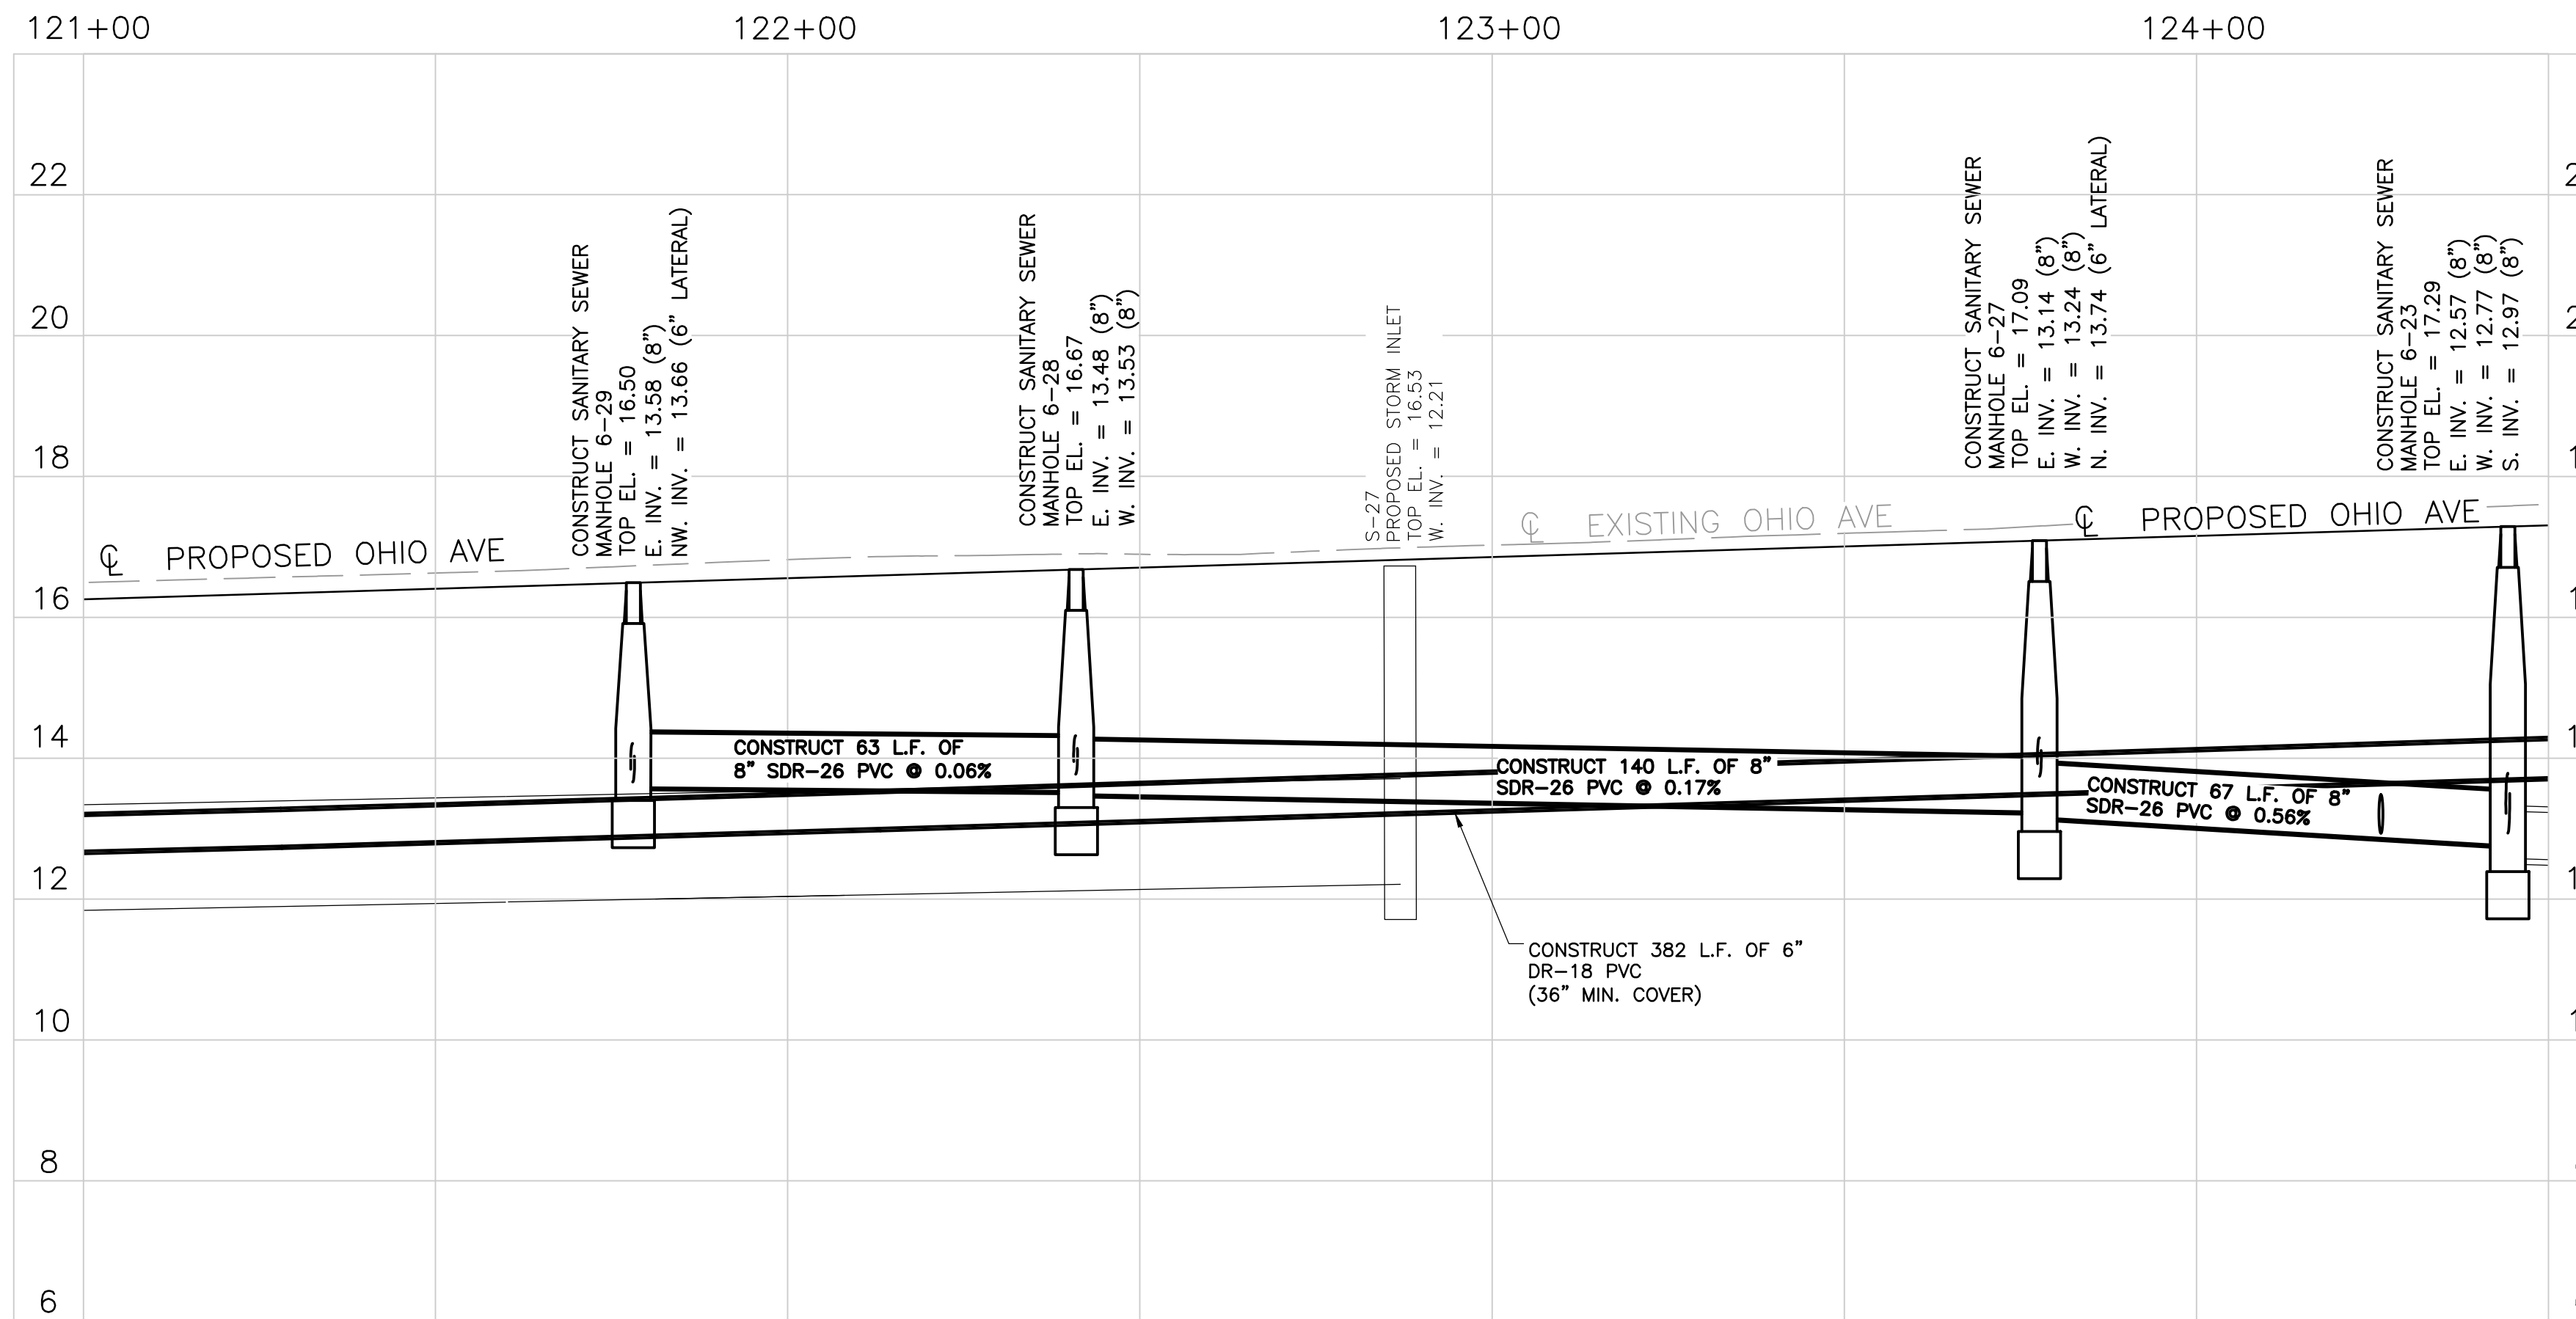 121+00
122+00
123+00
124+00
22
20
18
16
14
12
10
8
6
CONSTRUCT SANITARY SEWER
MANHOLE 6-29
TOP EL. = 16.50
E. INV. = 13.58 (8")
NW. INV. = 13.66 (6" LATERAL)
CONSTRUCT SANITARY SEWER
MANHOLE 6-28
TOP EL. = 16.67
E. INV. = 13.48 (8")
W. INV. = 13.53 (8")
S-27
PROPOSED STORM INLET
TOP EL. = 16.53
W. INV. = 12.21
CONSTRUCT SANITARY SEWER
MANHOLE 6-27
TOP EL. = 17.09
E. INV. = 13.14 (8")
W. INV. = 13.24 (8")
N. INV. = 13.74 (6" LATERAL)
CONSTRUCT SANITARY SEWER
MANHOLE 6-23
TOP EL. = 17.29
E. INV. = 12.57 (8")
W. INV. = 12.77 (8")
S. INV. = 12.97 (8")
℄ PROPOSED OHIO AVE
℄ EXISTING OHIO AVE
℄ PROPOSED OHIO AVE
CONSTRUCT 63 L.F. OF
8" SDR-26 PVC @ 0.06%
CONSTRUCT 140 L.F. OF 8"
SDR-26 PVC @ 0.17%
CONSTRUCT 67 L.F. OF 8"
SDR-26 PVC @ 0.56%
CONSTRUCT 382 L.F. OF 6"
DR-18 PVC
(36" MIN. COVER)